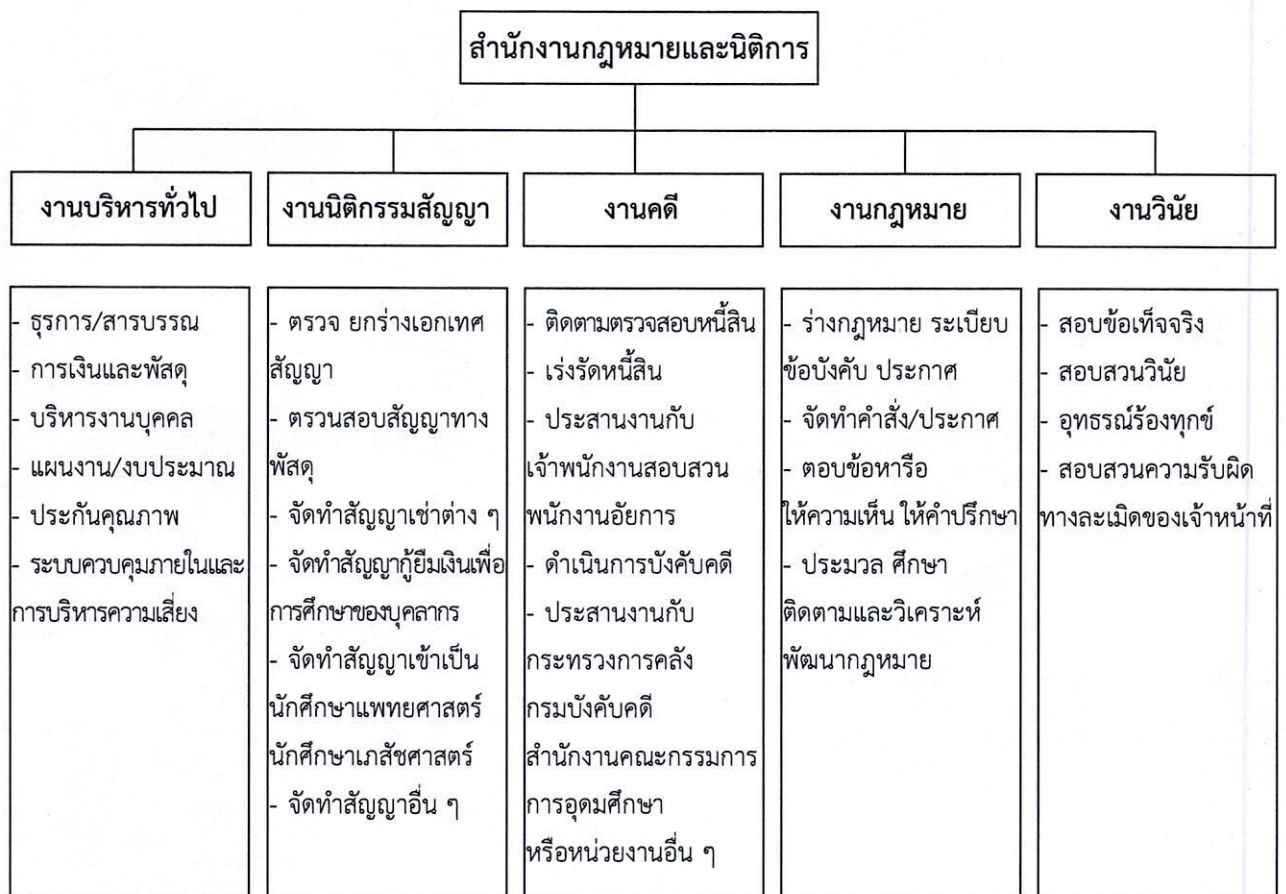 สำนักงานกฎหมายและนิติการ
งานบริหารทั่วไป
งานนิติกรรมสัญญา
งานคดี
งานกฎหมาย
งานวินัย
- ธุรการ/สารบรรณ
- การเงินและพัสดุ
- บริหารงานบุคคล
- แผนงาน/งบประมาณ
- ประกันคุณภาพ
- ระบบควบคุมภายในและ
การบริหารความเสี่ยง
- ตรวจ ยกร่างเอกเทศ
สัญญา
- ตรวนสอบสัญญาทาง
พัสดุ
- จัดทำสัญญาเช่าต่าง ๆ
- จัดทำสัญญากู้ยืมเงินเพื่อ
การศึกษาของบุคลากร
- จัดทำสัญญาเข้าเป็น
นักศึกษาแพทยศาสตร์
นักศึกษาเภสัชศาสตร์
- จัดทำสัญญาอื่น ๆ
- ติดตามตรวจสอบหนี้สิน
- เร่งรัดหนี้สิน
- ประสานงานกับ
เจ้าพนักงานสอบสวน
พนักงานอัยการ
- ดำเนินการบังคับคดี
- ประสานงานกับ
กระทรวงการคลัง
กรมบังคับคดี
สำนักงานคณะกรรมการ
การอุดมศึกษา
หรือหน่วยงานอื่น ๆ
- ร่างกฎหมาย ระเบียบ
ข้อบังคับ ประกาศ
- จัดทำคำสั่ง/ประกาศ
- ตอบข้อหารือ
ให้ความเห็น ให้คำปรึกษา
- ประมวล ศึกษา
ติดตามและวิเคราะห์
พัฒนากฎหมาย
- สอบข้อเท็จจริง
- สอบสวนวินัย
- อุทธรณ์ร้องทุกข์
- สอบสวนความรับผิด
ทางละเมิดของเจ้าหน้าที่